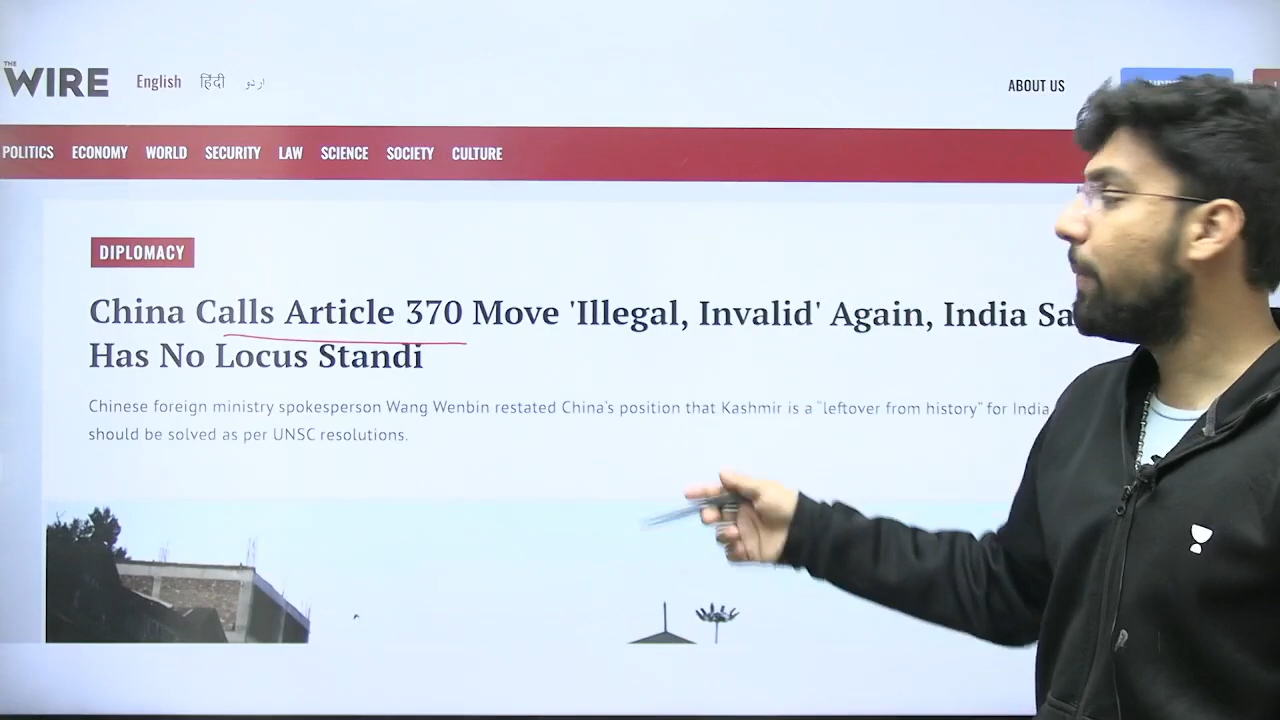 THE
WIRE
English हिंदी اردو
ABOUT US
POLITICS ECONOMY WORLD SECURITY LAW SCIENCE SOCIETY CULTURE
DIPLOMACY
China Calls Article 370 Move 'Illegal, Invalid' Again, India Sa
Has No Locus Standi
Chinese foreign ministry spokesperson Wang Wenbin restated China's position that Kashmir is a "leftover from history" for India
should be solved as per UNSC resolutions.